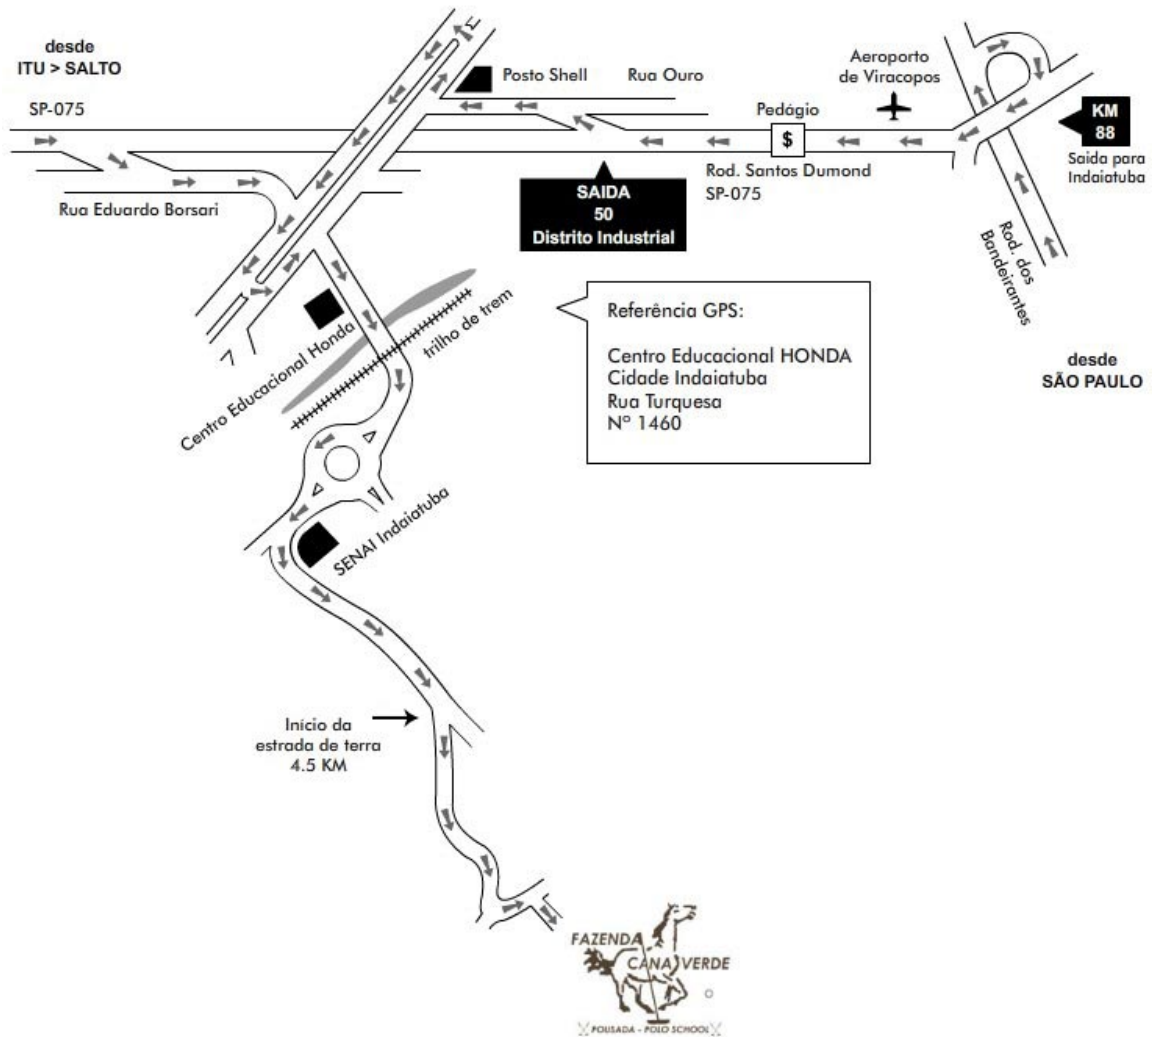 desde
ITU > SALTO
SP-075
Posto Shell
Rua Ouro
Aeroporto
de Viracopos
Pedágio
$
KM
88
Saida para
Indaiatuba
Rod. Santos Dumond
SP-075
SAIDA
50
Distrito Industrial
Rua Eduardo Borsari
Rod. dos
Bandeirantes
desde
SÃO PAULO
Referência GPS:
Centro Educacional HONDA
Cidade Indaiatuba
Rua Turquesa
Nº 1460
trilho de trem
Centro Educacional Honda
SENAI Indaiatuba
Início da
estrada de terra
4.5 KM
FAZENDA
CANA VERDE
POUSADA - POLO SCHOOL